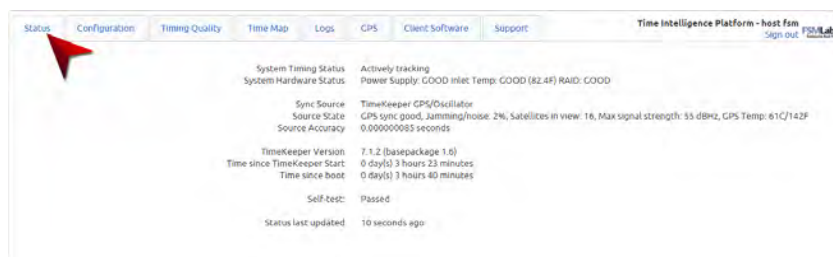 Status Configuration Timing Quality Time Map Logs GPS Client Software Support
Time Intelligence Platform - host fsm
Sign out
FSMLab
System Timing Status Actively tracking
System Hardware Status Power Supply: GOOD Inlet Temp: GOOD (82.4F) RAID: GOOD
Sync Source TimeKeeper GPS/Oscillator
Source State GPS sync good, Jamming/noise: 2%, Satellites in view: 16, Max signal strength: 55 dBHz, GPS Temp: 61C/142F
Source Accuracy 0.000000085 seconds
TimeKeeper Version 7.1.2 (basepackage 1.6)
Time since TimeKeeper Start 0 day(s) 3 hours 23 minutes
Time since boot 0 day(s) 3 hours 40 minutes
Self-test: Passed
Status last updated 10 seconds ago